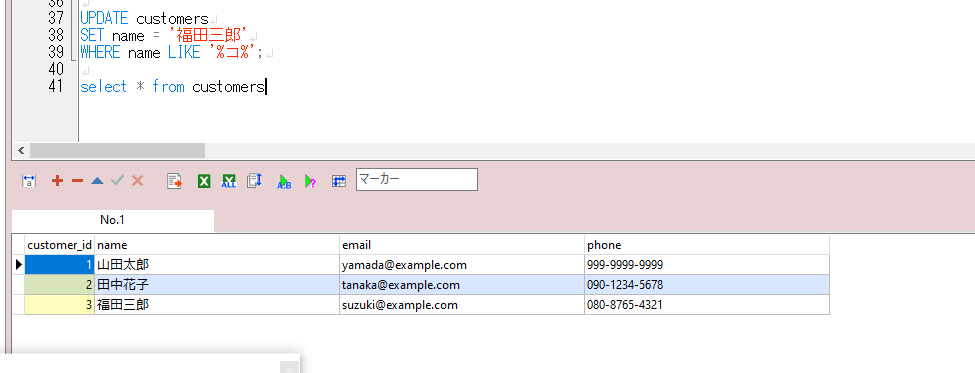 36
37 UPDATE customers
38 SET name = '福田三郎'
39 WHERE name LIKE '%コ%';
40
41 select * from customers
a
X
X ALL
A:B
?
マーカー
No.1
customer_id name email phone
1 山田太郎 yamada@example.com 999-9999-9999
2 田中花子 tanaka@example.com 090-1234-5678
3 福田三郎 suzuki@example.com 080-8765-4321